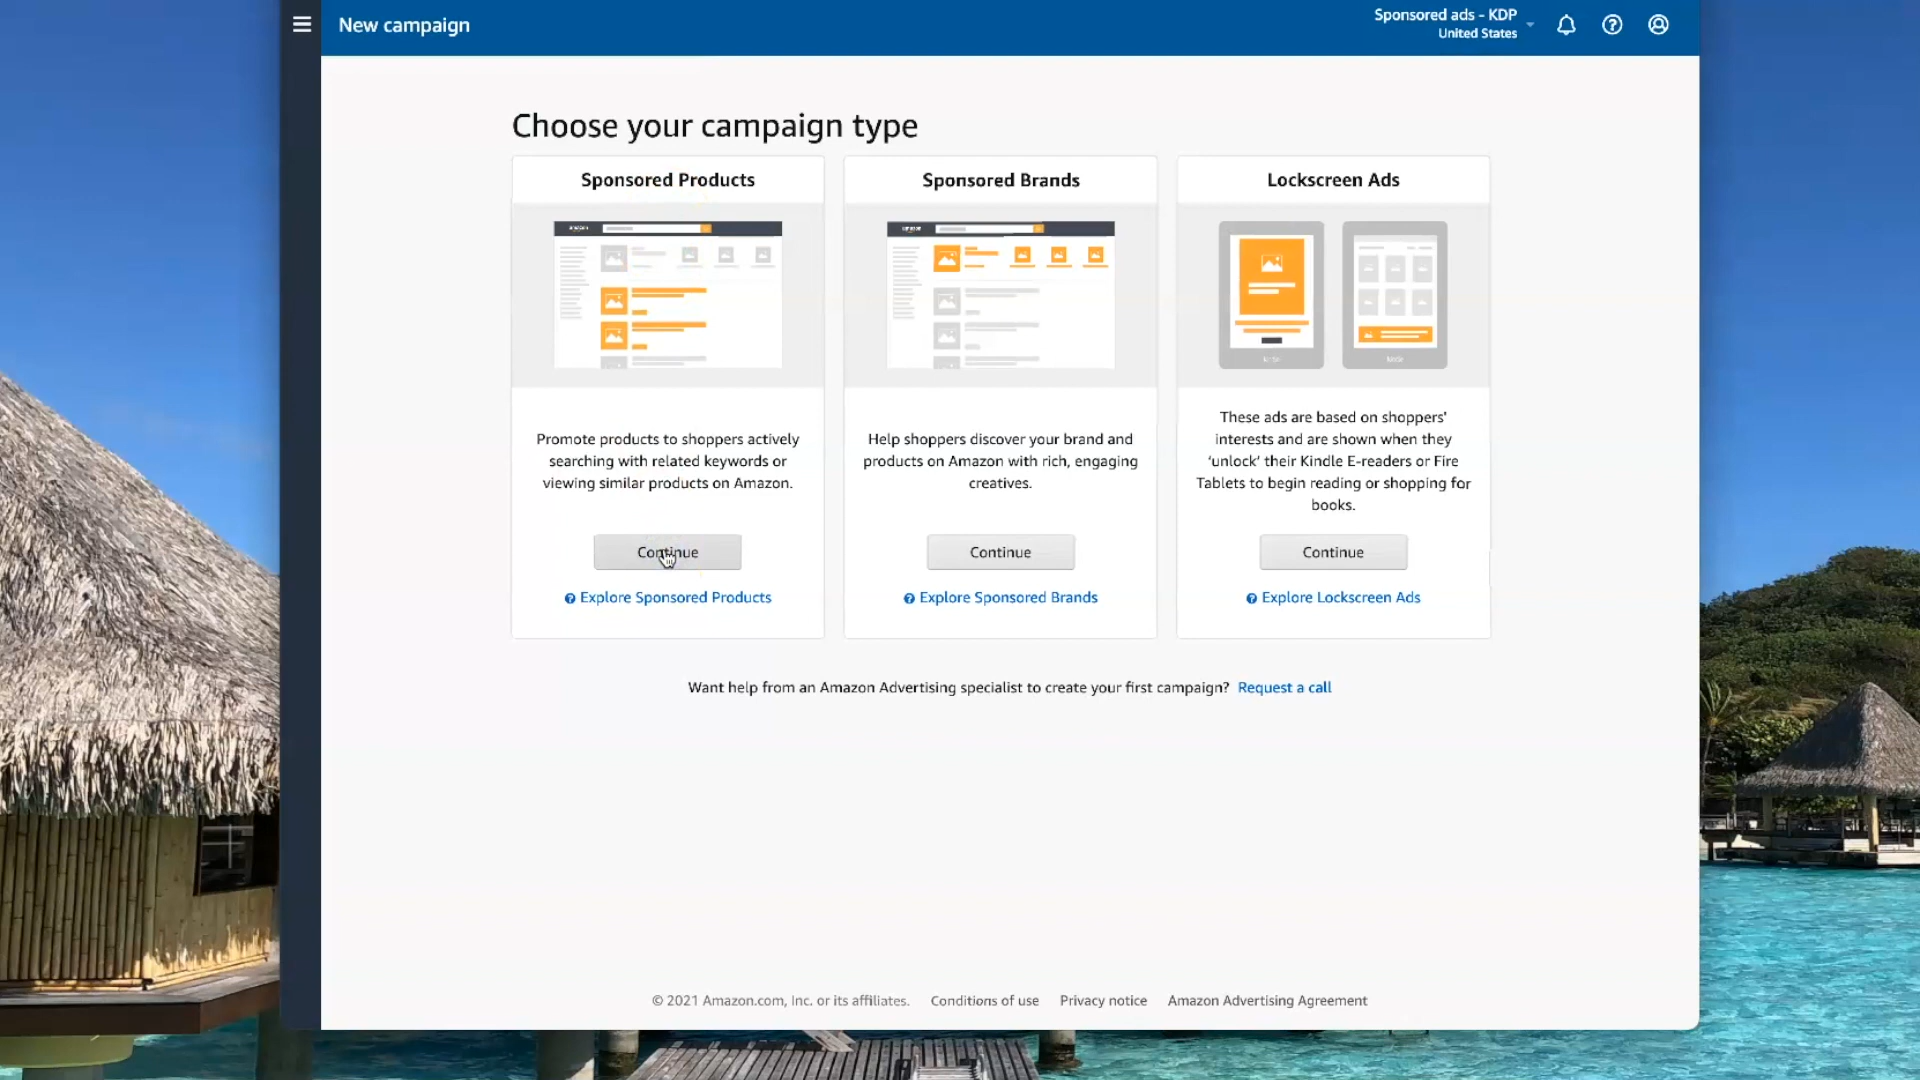 New campaign
Sponsored ads - KDP
United States
Choose your campaign type
Sponsored Products
Promote products to shoppers actively
searching with related keywords or
viewing similar products on Amazon.
Continue
Explore Sponsored Products
Sponsored Brands
Help shoppers discover your brand and
products on Amazon with rich, engaging
creatives.
Continue
Explore Sponsored Brands
Lockscreen Ads
These ads are based on shoppers'
interests and are shown when they
‘unlock’ their Kindle E-readers or Fire
Tablets to begin reading or shopping for
books.
Continue
Explore Lockscreen Ads
Want help from an Amazon Advertising specialist to create your first campaign? Request a call
© 2021 Amazon.com, Inc. or its affiliates. Conditions of use Privacy notice Amazon Advertising Agreement